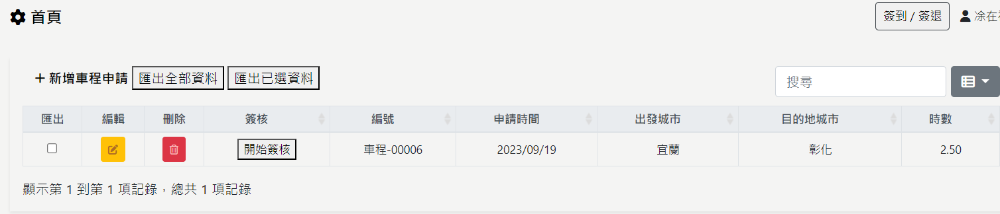 首頁
簽到 / 簽退
凃在
+ 新增車程申請 匯出全部資料 匯出已選資料
搜尋
匯出 編輯 刪除 簽核 編號 申請時間 出發城市 目的地城市 時數
開始簽核 車程-00006 2023/09/19 宜蘭 彰化 2.50
顯示第 1 到第 1 項記錄，總共 1 項記錄